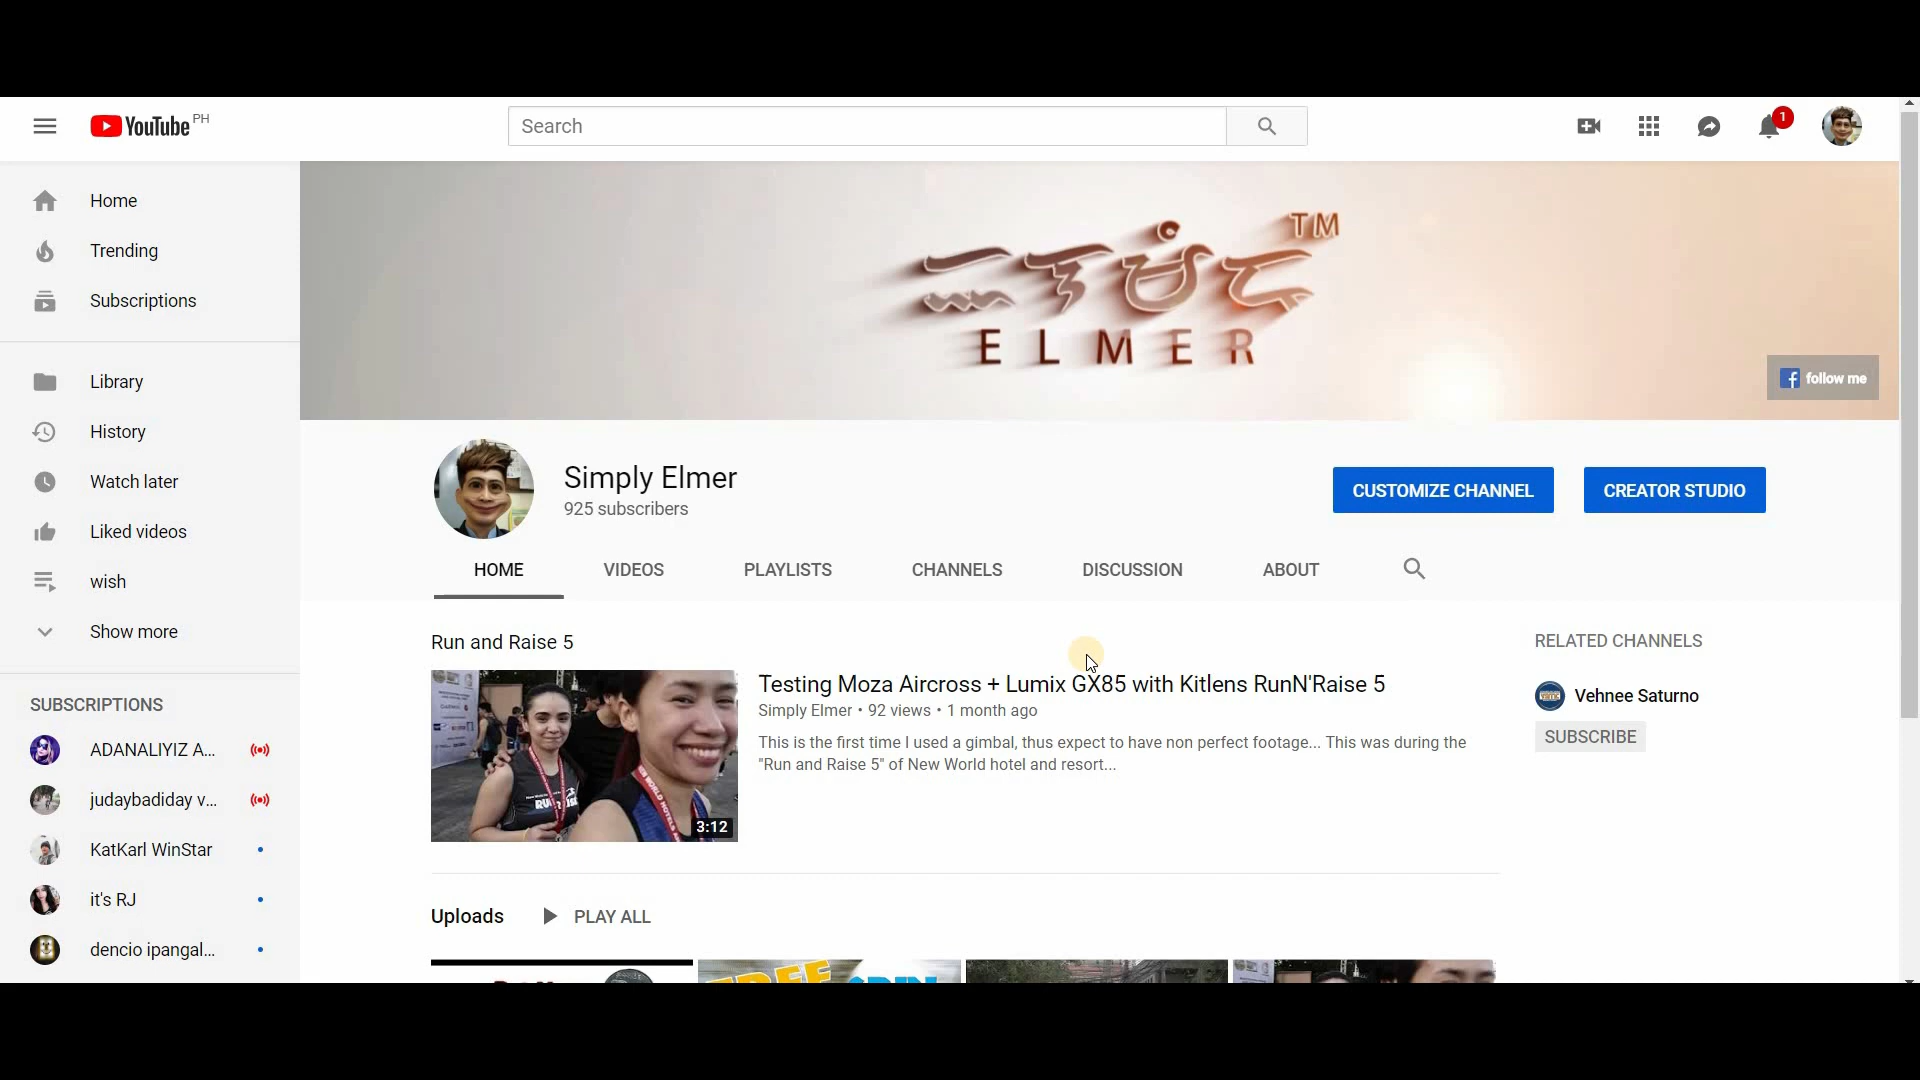 YouTube PH
Search
1
Home
Trending
Subscriptions
Library
History
Watch later
Liked videos
wish
Show more
SUBSCRIPTIONS
ADANALIYIZ A...
judaybadiday v...
KatKarl WinStar
it's RJ
dencio ipangal...
TM
ELMER
follow me
Simply Elmer
925 subscribers
CUSTOMIZE CHANNEL
CREATOR STUDIO
HOME
VIDEOS
PLAYLISTS
CHANNELS
DISCUSSION
ABOUT
Run and Raise 5
3:12
Testing Moza Aircross + Lumix GX85 with Kitlens RunN'Raise 5
Simply Elmer • 92 views • 1 month ago
This is the first time I used a gimbal, thus expect to have non perfect footage... This was during the
"Run and Raise 5" of New World hotel and resort...
RELATED CHANNELS
Vehnee Saturno
SUBSCRIBE
Uploads
PLAY ALL
FREE